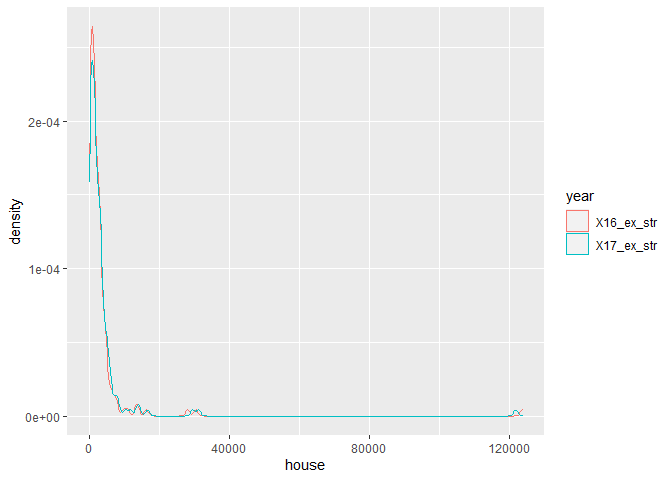 2e-04
1e-04
0e+00
density
0
40000
80000
120000
house
year
X16_ex_str
X17_ex_str